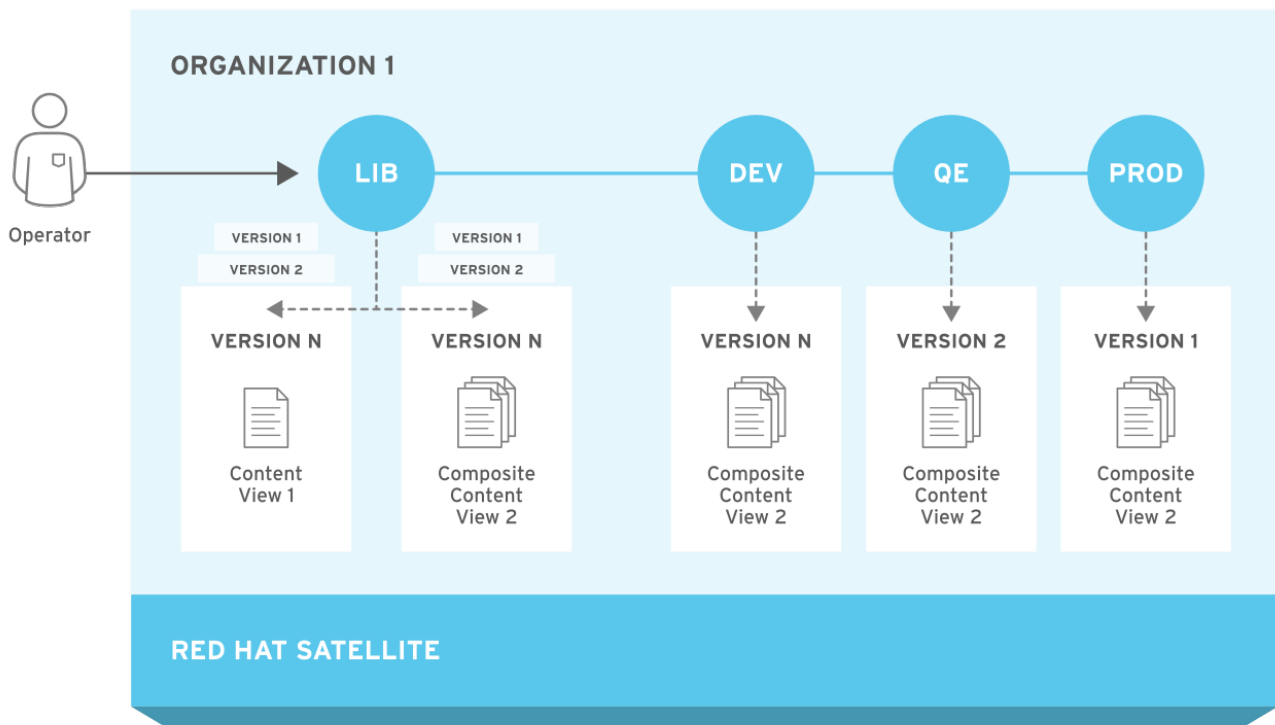 ORGANIZATION 1
LIB
DEV
QE
PROD
Operator
VERSION 1
VERSION 2
VERSION 1
VERSION 2
VERSION N
Content
View 1
VERSION N
Composite
Content
View 2
VERSION N
Composite
Content
View 2
VERSION 2
Composite
Content
View 2
VERSION 1
Composite
Content
View 2
RED HAT SATELLITE